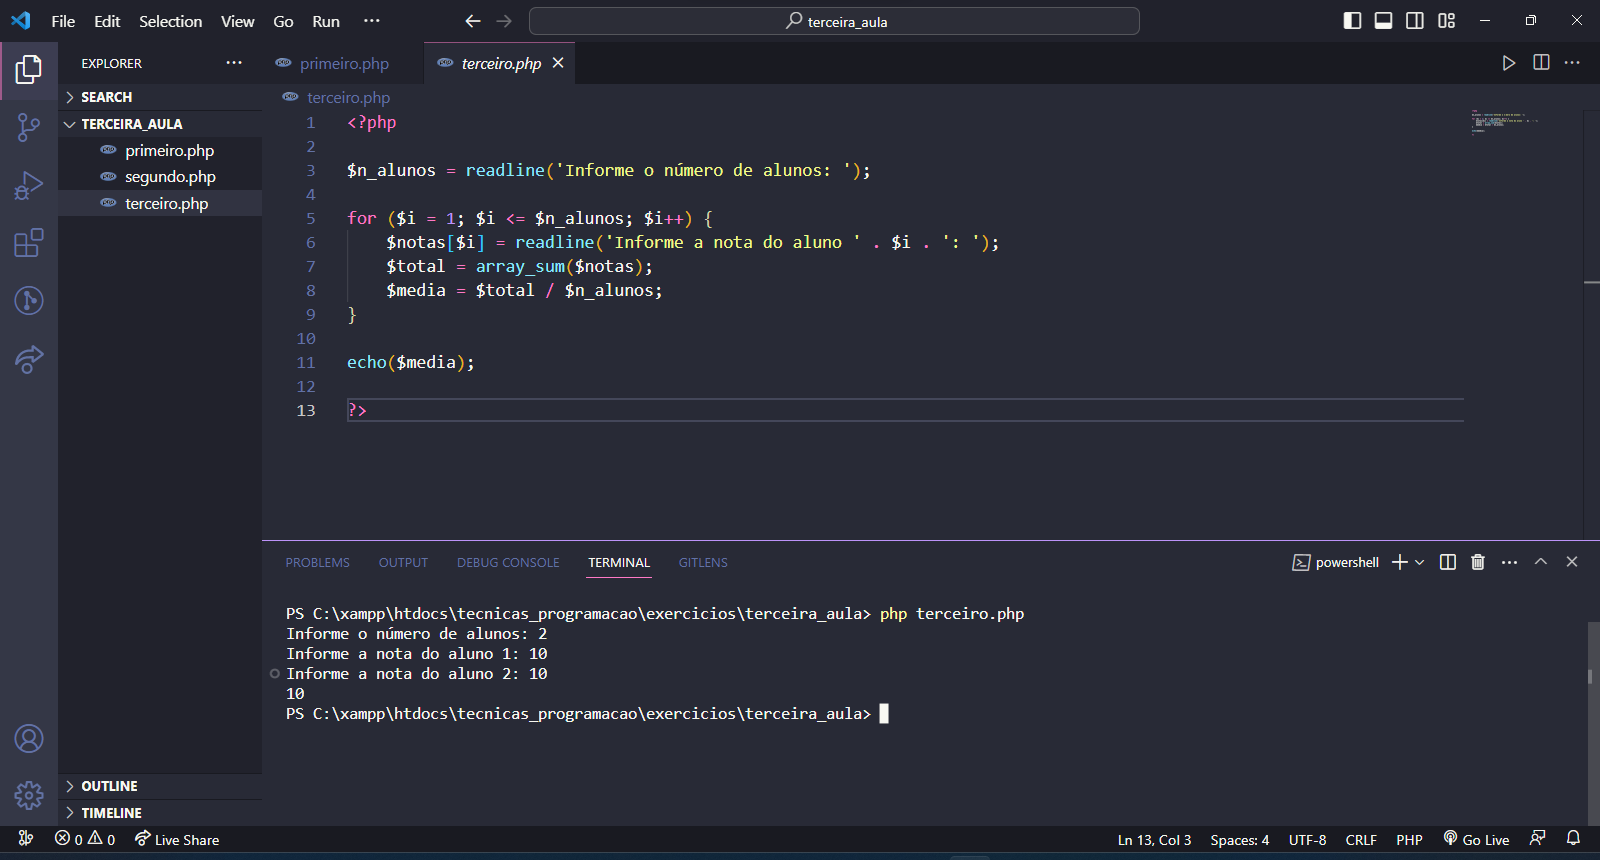 File Edit Selection View Go Run ··· terceira_aula
EXPLORER ···
SEARCH
TERCEIRA_AULA
primeiro.php
segundo.php
terceiro.php
OUTLINE
TIMELINE
primeiro.php terceiro.php
terceiro.php
1 <?php
2
3 $n_alunos = readline('Informe o número de alunos: ');
4
5 for ($i = 1; $i <= $n_alunos; $i++) {
6     $notas[$i] = readline('Informe a nota do aluno ' . $i . ': ');
7     $total = array_sum($notas);
8     $media = $total / $n_alunos;
9 }
10
11 echo($media);
12
13 ?>
PROBLEMS OUTPUT DEBUG CONSOLE TERMINAL GITLENS powershell
PS C:\xampp\htdocs\tecnicas_programacao\exercicios\terceira_aula> php terceiro.php
Informe o número de alunos: 2
Informe a nota do aluno 1: 10
Informe a nota do aluno 2: 10
10
PS C:\xampp\htdocs\tecnicas_programacao\exercicios\terceira_aula>
0 0 Live Share Ln 13, Col 3 Spaces: 4 UTF-8 CRLF PHP Go Live